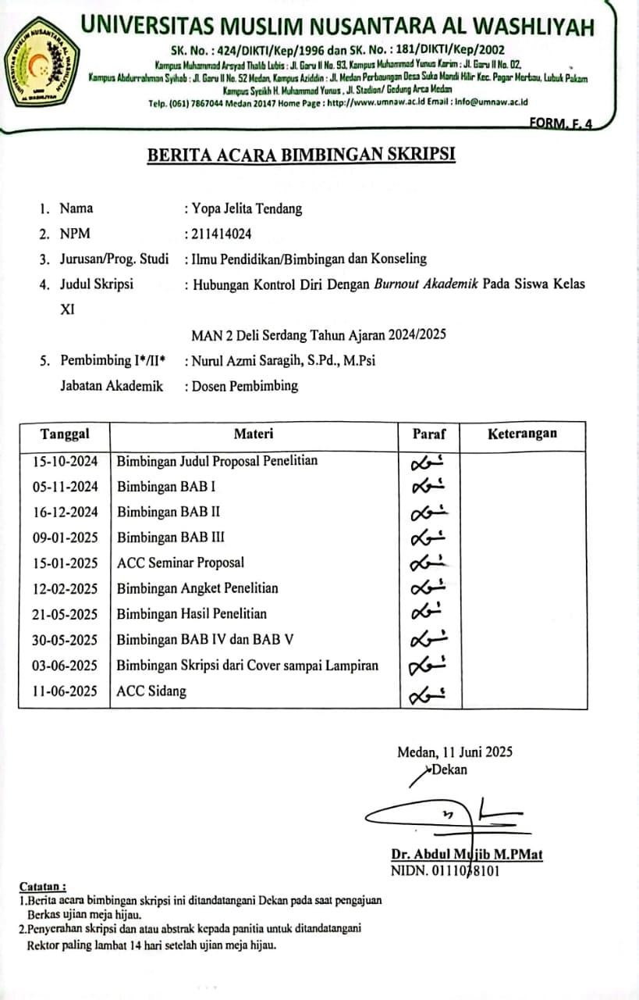 UNIVERSITAS MUSLIM NUSANTARA AL WASHLIYAH
SK. No. : 424/DIKTI/Kep/1996 dan SK. No. : 181/DIKTI/Kep/2002
Kampus Muhammad Arsyad Thalib Lubis : Jl. Garu II No. 93, Kampus Muhammad Yunus Karim : Jl. Garu II No. 02,
Kampus Abdurrahman Syihab : Jl. Garu II No. 52 Medan, Kampus Aziddin : Jl. Medan Perbaungan Desa Suka Mandi Hilir Kec. Pagar Merbau, Lubuk Pakam
Kampus Syeikh H. Muhammad Yunus , Jl. Stadion/ Gedung Arca Medan
Telp. (061) 7867044 Medan 20147 Home Page : http://www.umnaw.ac.id Email : Info@umnaw.ac.id
UNIVERSITAS MUSLIM NUSANTARA AL WASHLIYAH
UMN
AL WASHLIYAH
FORM. F. 4
BERITA ACARA BIMBINGAN SKRIPSI
1. Nama : Yopa Jelita Tendang
2. NPM : 211414024
3. Jurusan/Prog. Studi : Ilmu Pendidikan/Bimbingan dan Konseling
4. Judul Skripsi : Hubungan Kontrol Diri Dengan Burnout Akademik Pada Siswa Kelas
XI
MAN 2 Deli Serdang Tahun Ajaran 2024/2025
5. Pembimbing I*/II* : Nurul Azmi Saragih, S.Pd., M.Psi
Jabatan Akademik : Dosen Pembimbing
Tanggal Materi Paraf Keterangan
15-10-2024 Bimbingan Judul Proposal Penelitian
05-11-2024 Bimbingan BAB I
16-12-2024 Bimbingan BAB II
09-01-2025 Bimbingan BAB III
15-01-2025 ACC Seminar Proposal
12-02-2025 Bimbingan Angket Penelitian
21-05-2025 Bimbingan Hasil Penelitian
30-05-2025 Bimbingan BAB IV dan BAB V
03-06-2025 Bimbingan Skripsi dari Cover sampai Lampiran
11-06-2025 ACC Sidang
Medan, 11 Juni 2025
Dekan
Dr. Abdul Mujib M.PMat
NIDN. 0111038101
Catatan :
1.Berita acara bimbingan skripsi ini ditandatangani Dekan pada saat pengajuan
Berkas ujian meja hijau.
2.Penyerahan skripsi dan atau abstrak kepada panitia untuk ditandatangani
Rektor paling lambat 14 hari setelah ujian meja hijau.